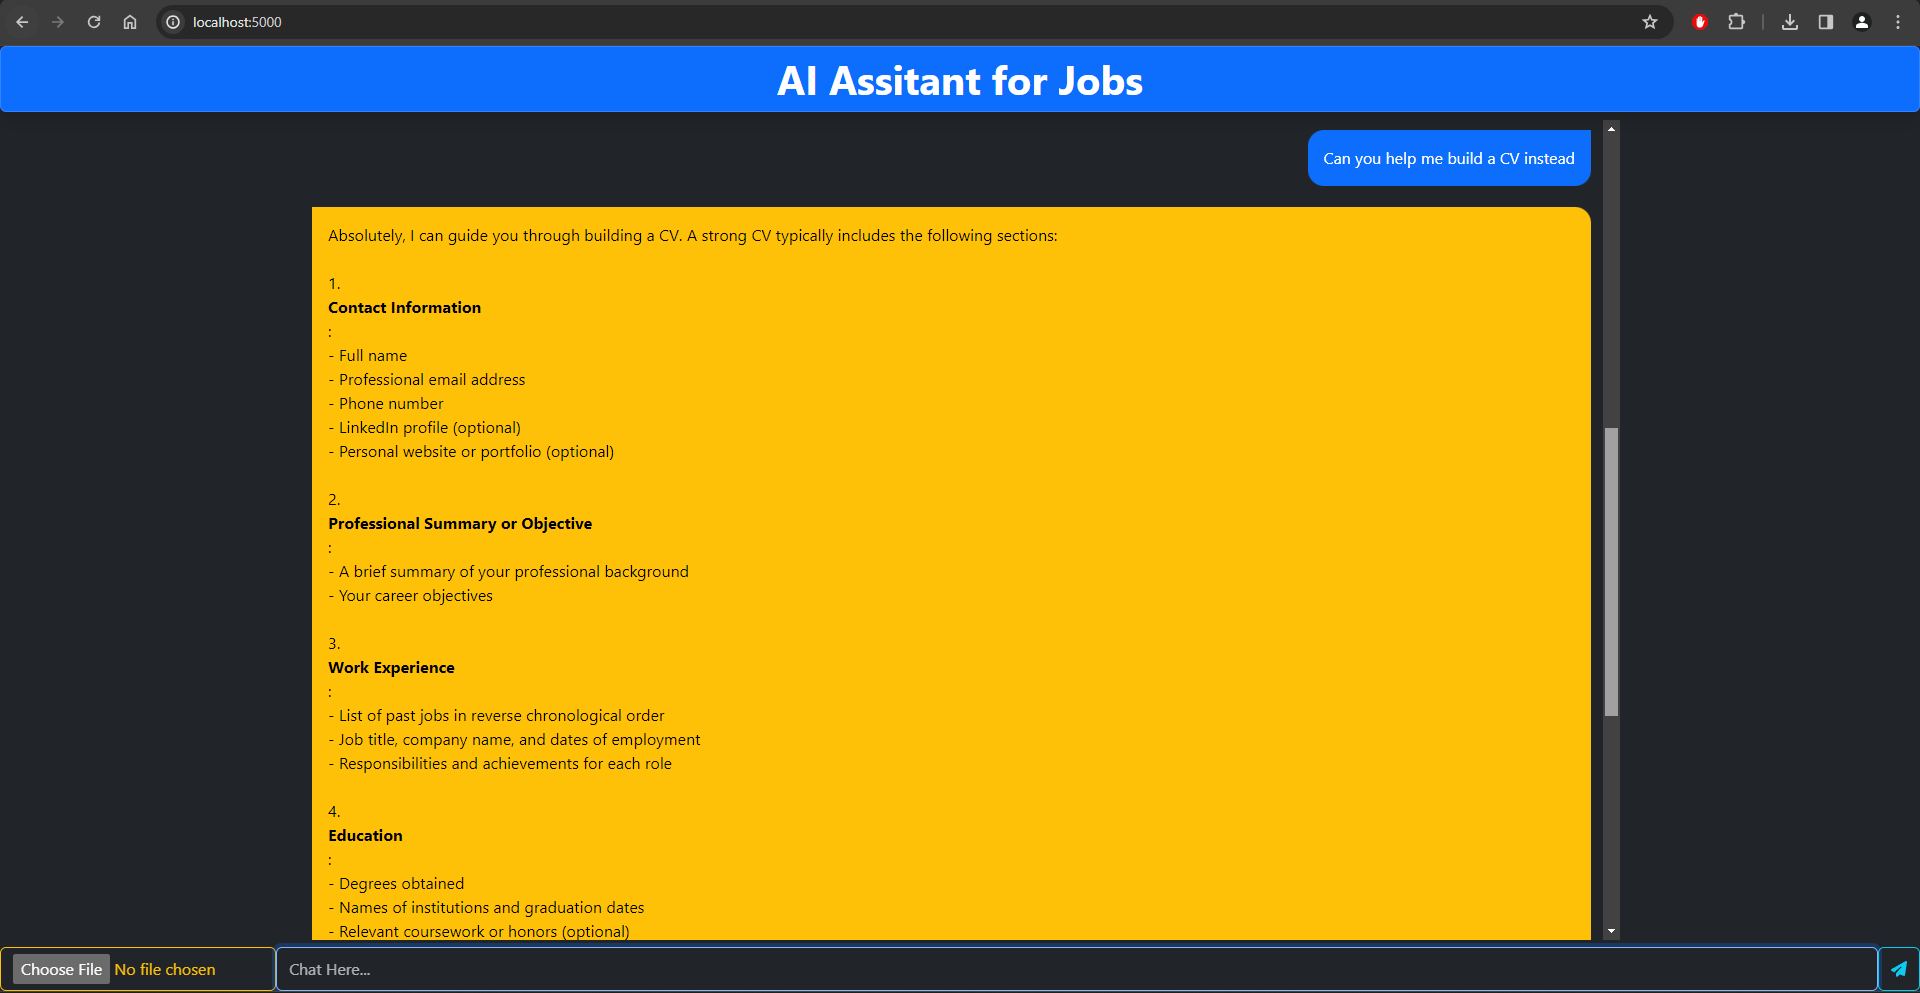 localhost:5000
AI Assitant for Jobs
Can you help me build a CV instead
Absolutely, I can guide you through building a CV. A strong CV typically includes the following sections:
1.
Contact Information
:
- Full name
- Professional email address
- Phone number
- LinkedIn profile (optional)
- Personal website or portfolio (optional)
2.
Professional Summary or Objective
:
- A brief summary of your professional background
- Your career objectives
3.
Work Experience
:
- List of past jobs in reverse chronological order
- Job title, company name, and dates of employment
- Responsibilities and achievements for each role
4.
Education
:
- Degrees obtained
- Names of institutions and graduation dates
- Relevant coursework or honors (optional)
Choose File No file chosen
Chat Here...